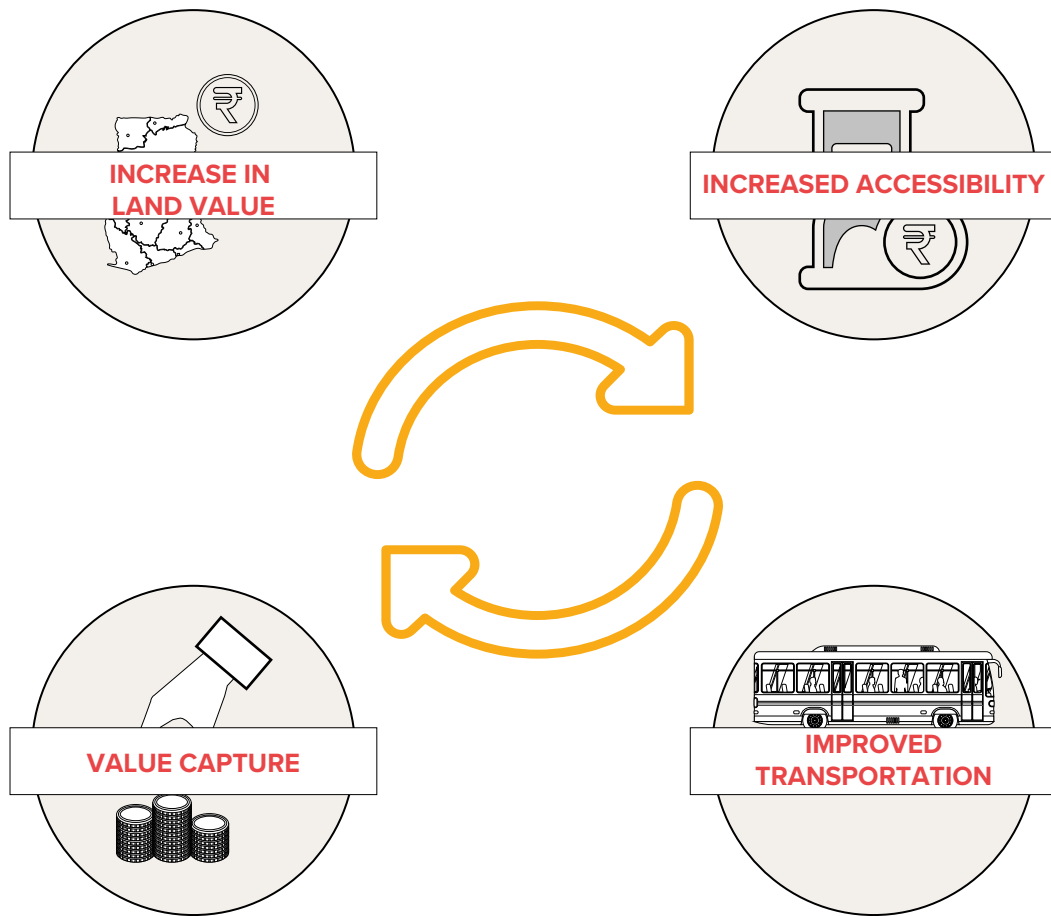 INCREASE IN
LAND VALUE
INCREASED ACCESSIBILITY
VALUE CAPTURE
IMPROVED
TRANSPORTATION